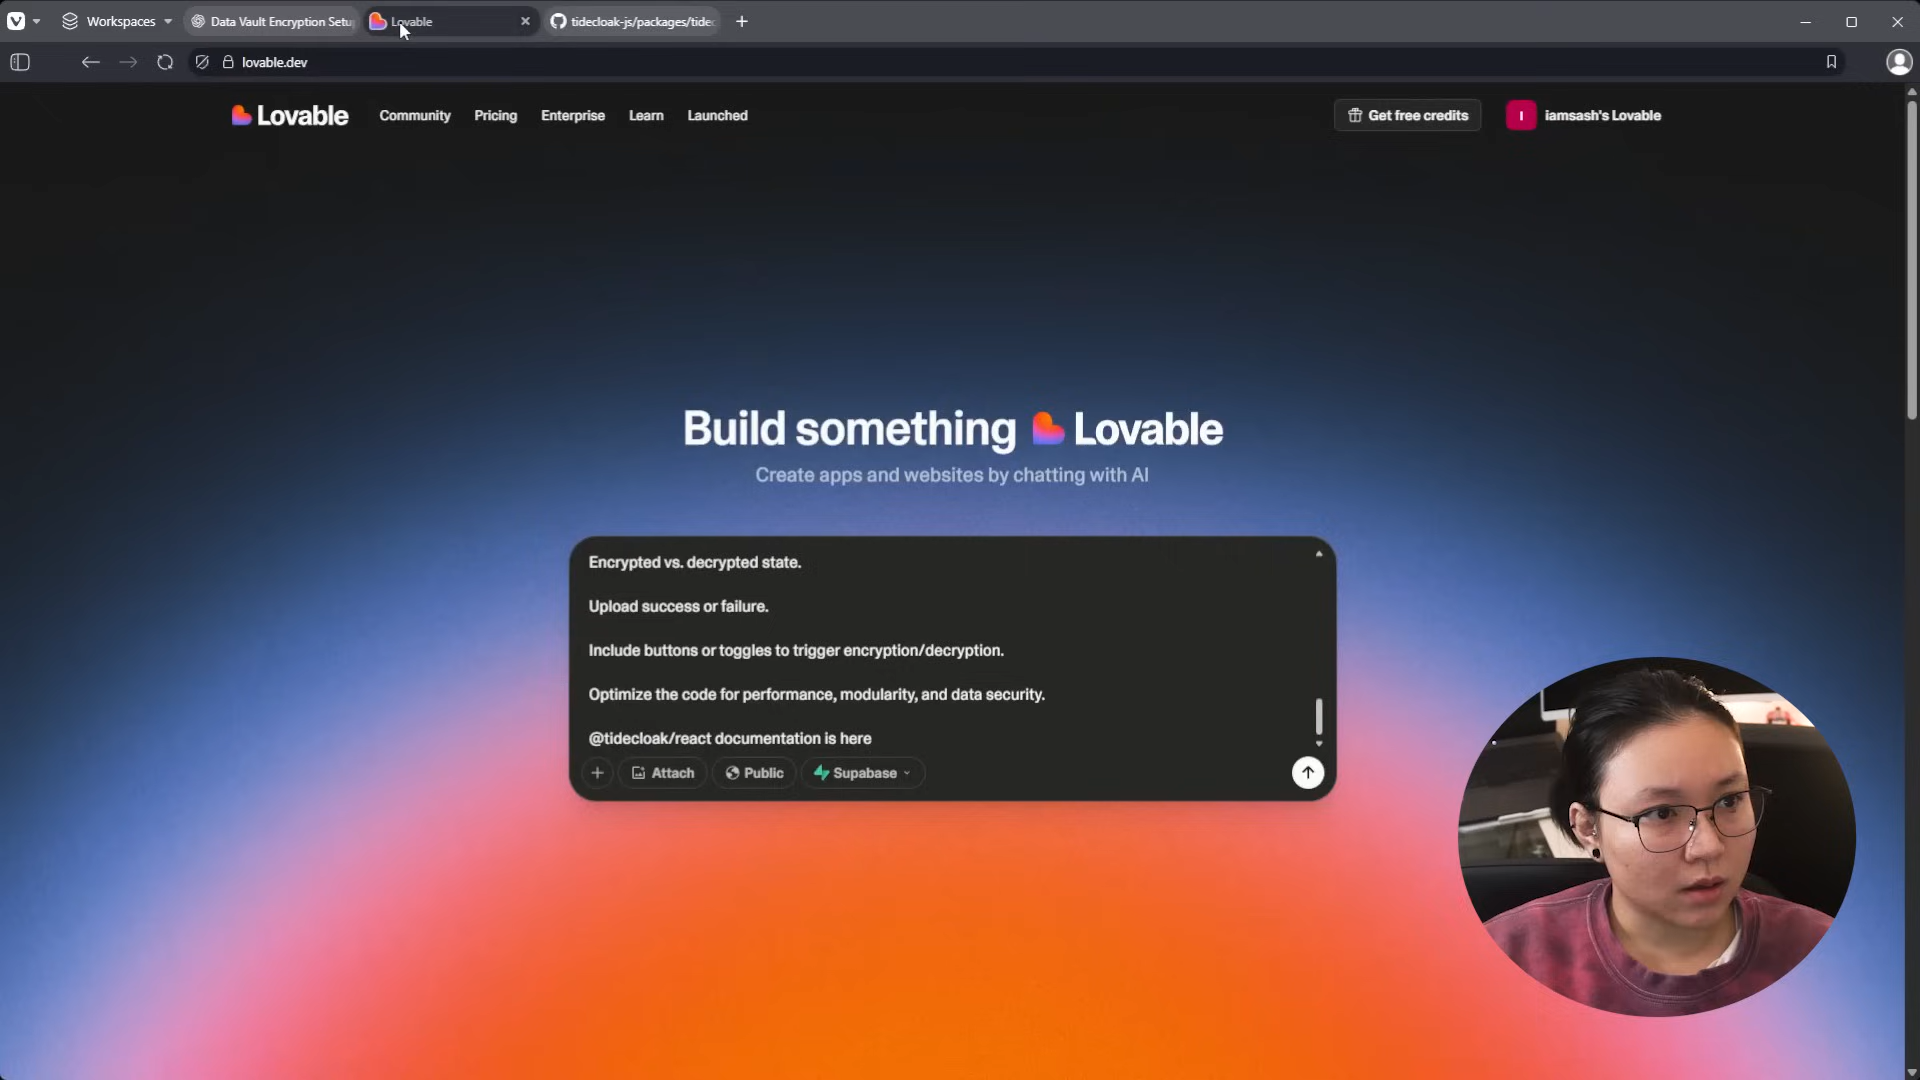 Workspaces
Data Vault Encryption Setu
Lovable
tidecloak-js/packages/tidec
lovable.dev
Lovable
Community
Pricing
Enterprise
Learn
Launched
Get free credits
I
iamsash's Lovable
Build something Lovable
Create apps and websites by chatting with AI
Encrypted vs. decrypted state.
Upload success or failure.
Include buttons or toggles to trigger encryption/decryption.
Optimize the code for performance, modularity, and data security.
@tidecloak/react documentation is here
Attach
Public
Supabase